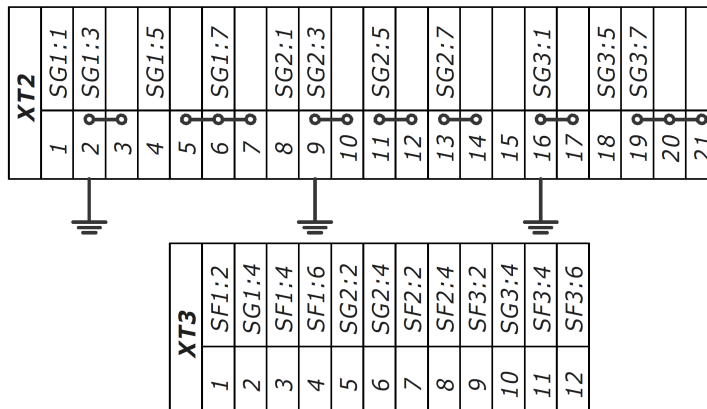 XT2
1 SG1:1
2 SG1:3
3
4 SG1:5
5
6 SG1:7
7
8 SG2:1
9 SG2:3
10
11 SG2:5
12
13 SG2:7
14
15
16 SG3:1
17
18 SG3:5
19 SG3:7
20
21
XT3
1 SF1:2
2 SG1:4
3 SF1:4
4 SF1:6
5 SG2:2
6 SG2:4
7 SF2:2
8 SF2:4
9 SF3:2
10 SG3:4
11 SF3:4
12 SF3:6